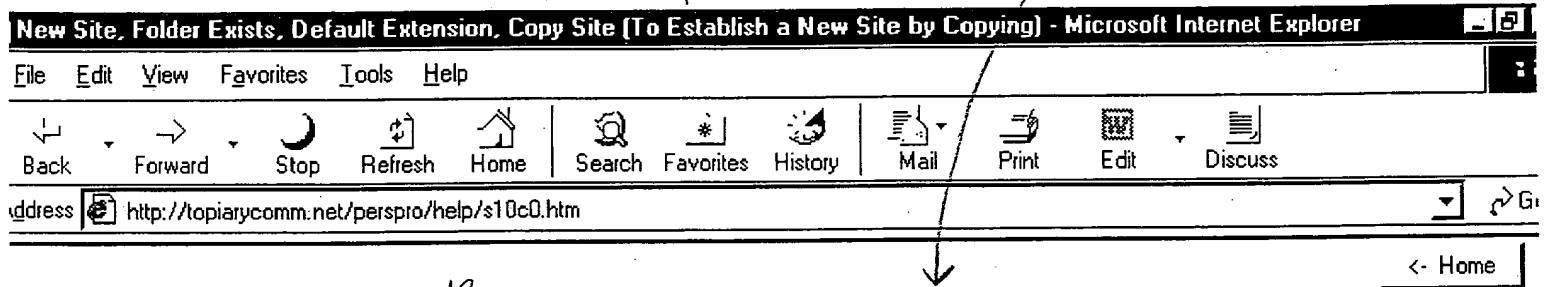 New Site, Folder Exists, Default Extension, Copy Site (To Establish a New Site by Copying) - Microsoft Internet Explorer
File Edit View Favorites Tools Help
Back Forward Stop Refresh Home Search Favorites History Mail Print Edit Discuss
Address http://topiarycomm.net/perspro/help/s10c0.htm
<- Home